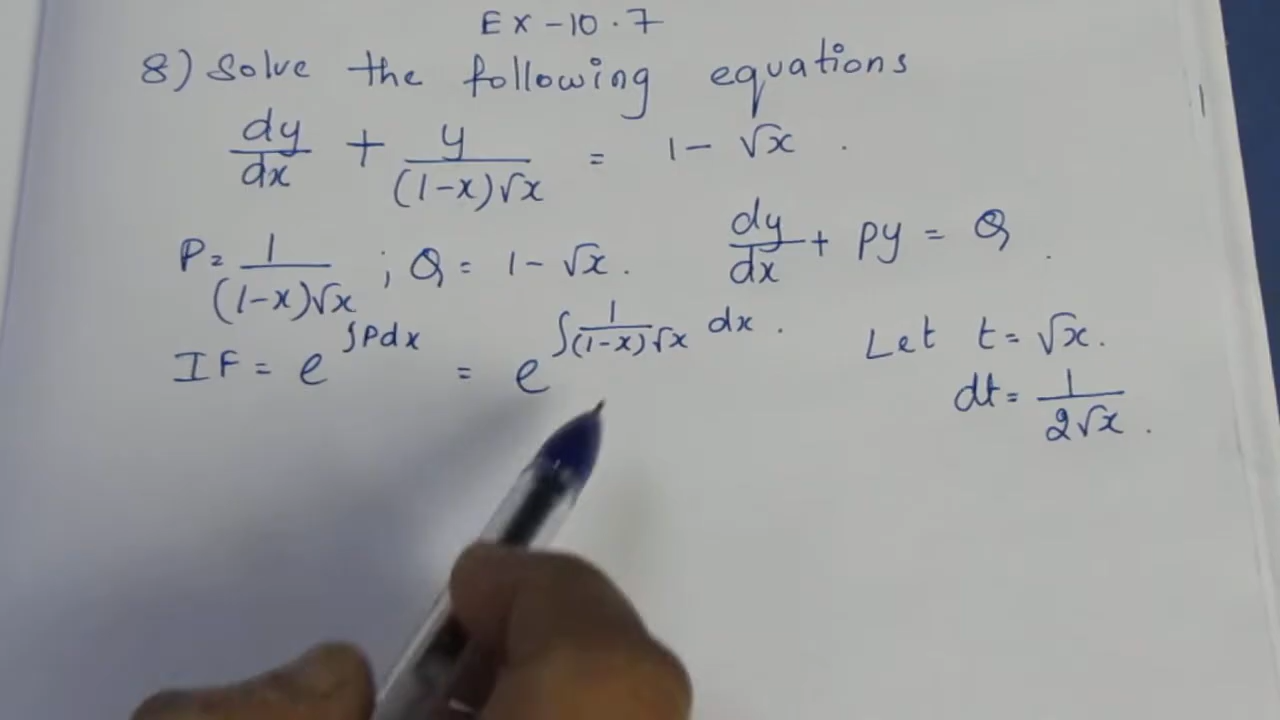 Ex - 10.7
8) Solve the following equations
dy/dx + y/((1-x)√x) = 1 - √x .
P = 1/((1-x)√x) ; Q = 1 - √x . dy/dx + Py = Q .
IF = e^(∫Pdx) = e^(∫ 1/((1-x)√x) dx) . Let t = √x .
dt = 1/(2√x) .